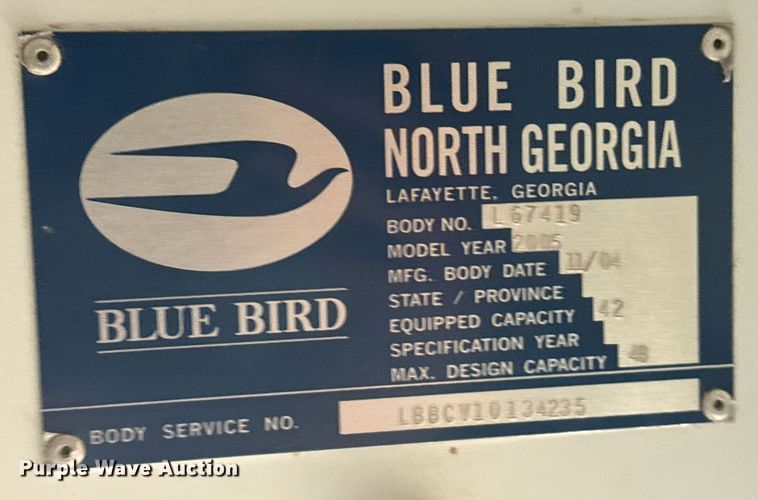 BLUE BIRD
NORTH GEORGIA
LAFAYETTE, GEORGIA
BODY NO. L67419
MODEL YEAR 2005
MFG. BODY DATE 11/04
STATE / PROVINCE
EQUIPPED CAPACITY 42
SPECIFICATION YEAR
MAX. DESIGN CAPACITY 48
BLUE BIRD
BODY SERVICE NO. LBBCV10134235
Purple Wave Auction